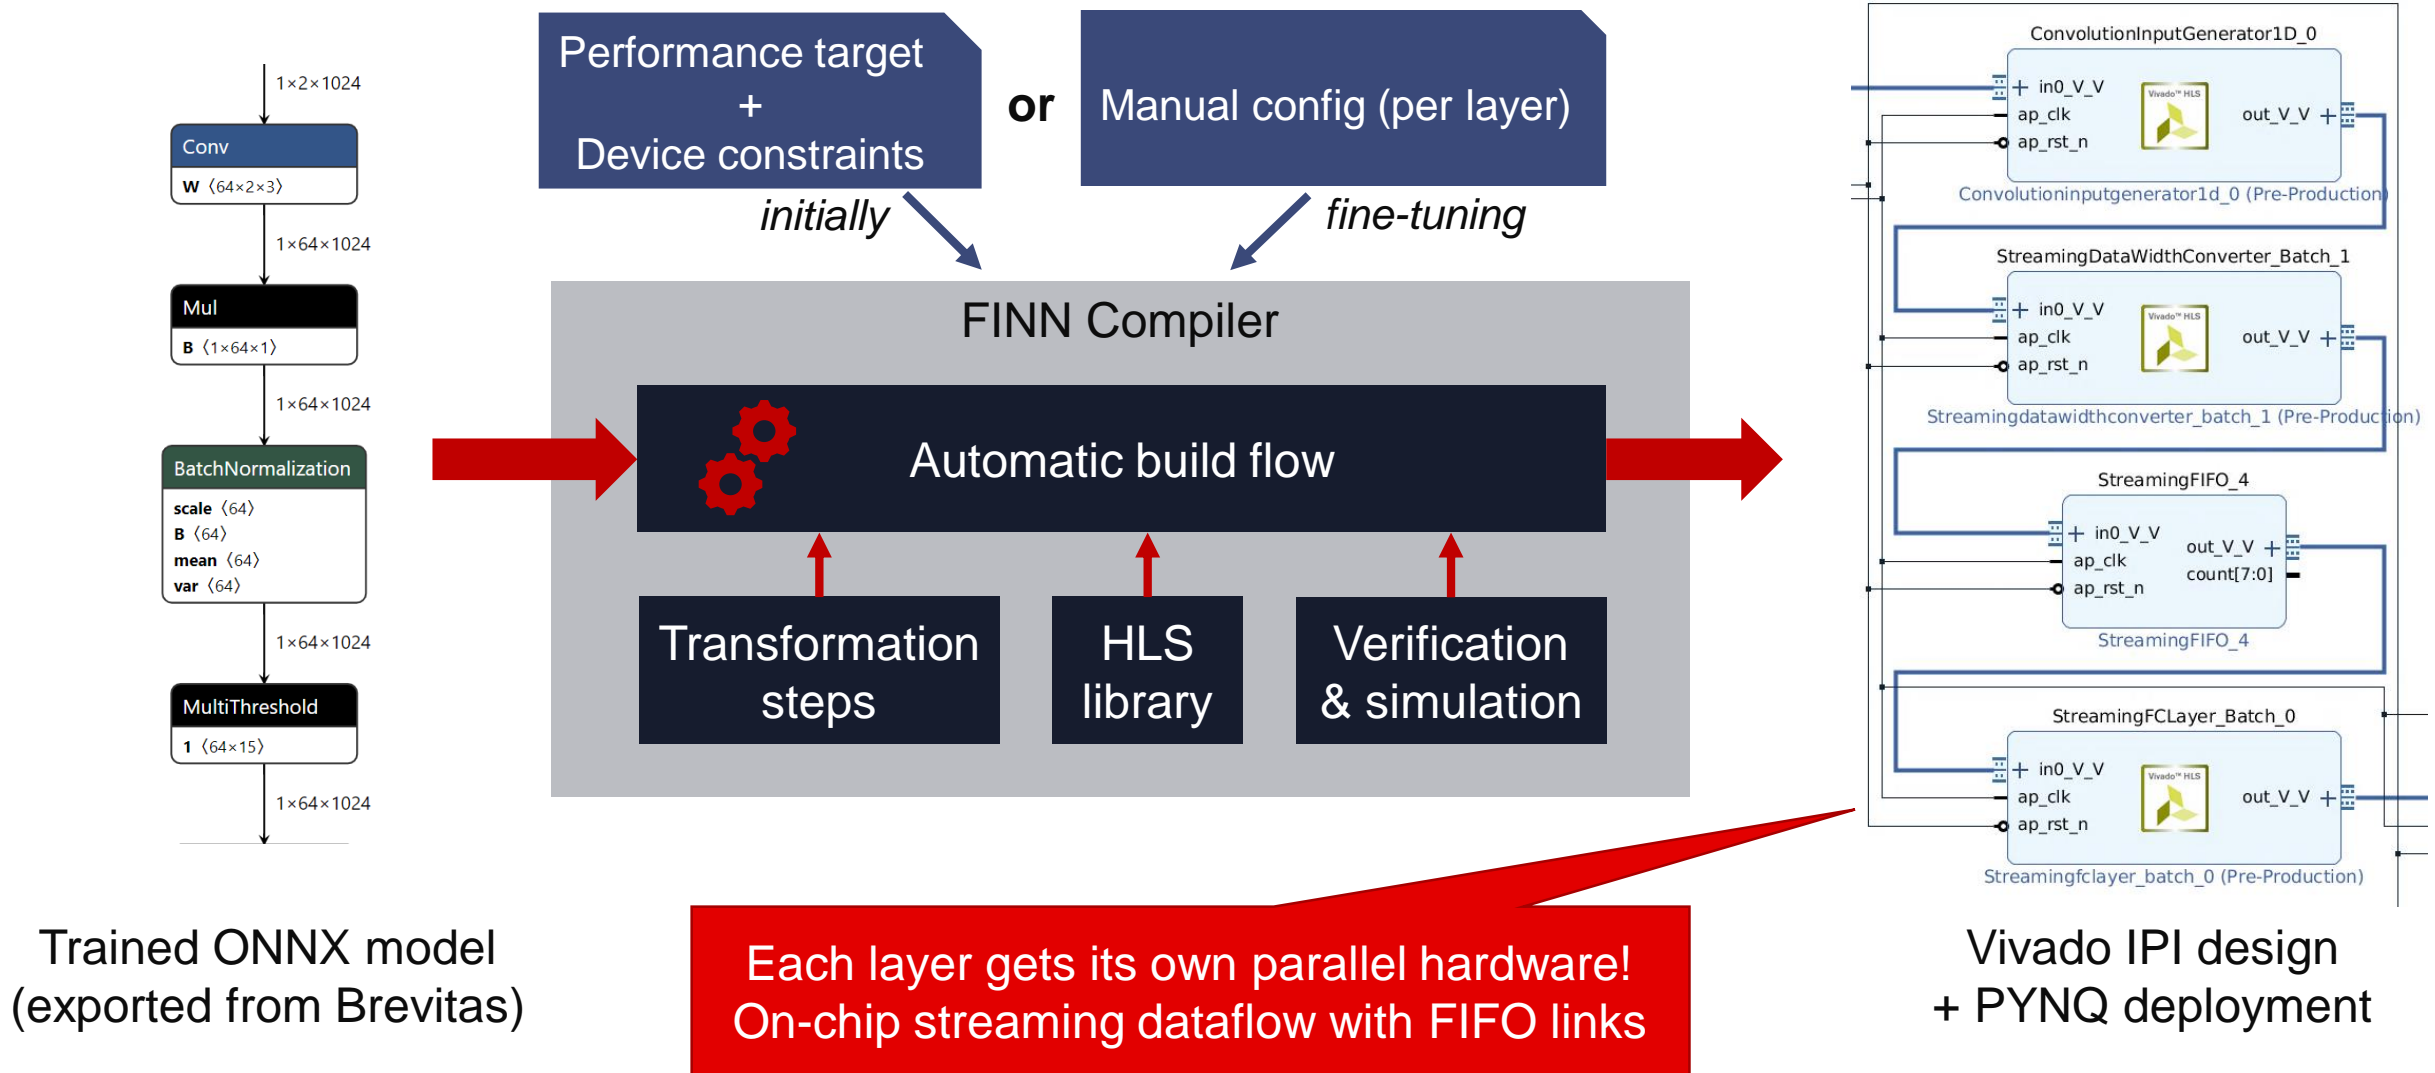 1×2×1024
Conv
W ⟨64×2×3⟩
1×64×1024
Mul
B ⟨1×64×1⟩
1×64×1024
BatchNormalization
scale ⟨64⟩
B ⟨64⟩
mean ⟨64⟩
var ⟨64⟩
1×64×1024
MultiThreshold
1 ⟨64×15⟩
1×64×1024
Trained ONNX model
(exported from Brevitas)
Performance target
+
Device constraints
or
Manual config (per layer)
initially
fine-tuning
FINN Compiler
Automatic build flow
Transformation
steps
HLS
library
Verification
& simulation
Each layer gets its own parallel hardware!
On-chip streaming dataflow with FIFO links
ConvolutionInputGenerator1D_0
in0_V_V
ap_clk
ap_rst_n
Vivado™ HLS
out_V_V
Convolutioninputgenerator1d_0 (Pre-Production)
StreamingDataWidthConverter_Batch_1
in0_V_V
ap_clk
ap_rst_n
Vivado™ HLS
out_V_V
Streamingdatawidthconverter_batch_1 (Pre-Production)
StreamingFIFO_4
in0_V_V
ap_clk
ap_rst_n
out_V_V
count[7:0]
StreamingFIFO_4
StreamingFCLayer_Batch_0
in0_V_V
ap_clk
ap_rst_n
Vivado™ HLS
out_V_V
Streamingfclayer_batch_0 (Pre-Production)
Vivado IPI design
+ PYNQ deployment